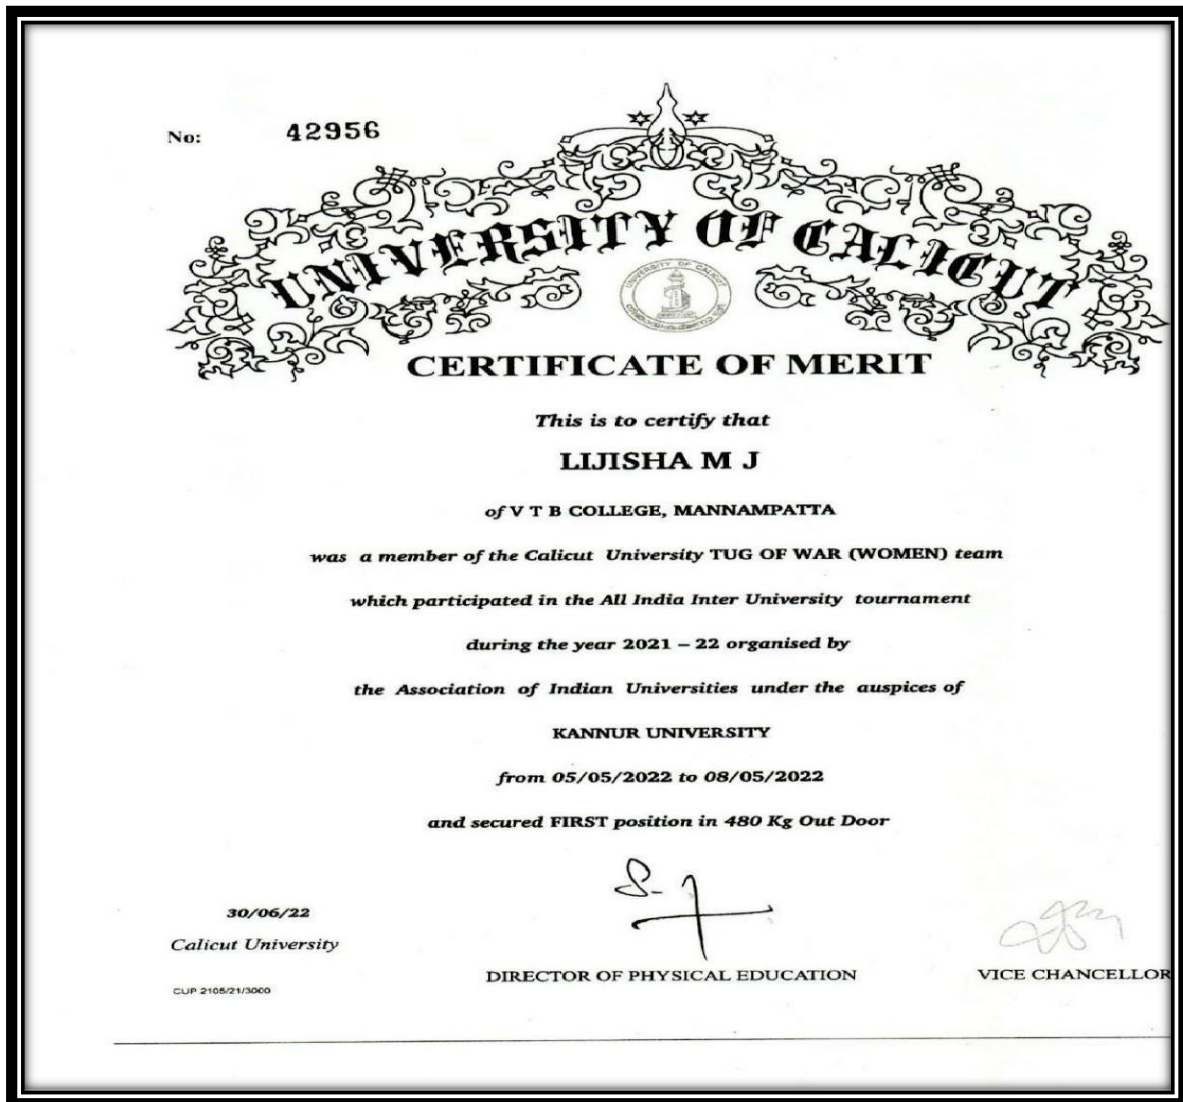 No: 42956
UNIVERSITY OF CALICUT
UNIVERSITY OF CALICUT
CERTIFICATE OF MERIT
This is to certify that
LIJISHA M J
of V T B COLLEGE, MANNAMPATTA
was a member of the Calicut University TUG OF WAR (WOMEN) team
which participated in the All India Inter University tournament
during the year 2021 – 22 organised by
the Association of Indian Universities under the auspices of
KANNUR UNIVERSITY
from 05/05/2022 to 08/05/2022
and secured FIRST position in 480 Kg Out Door
30/06/22
Calicut University
DIRECTOR OF PHYSICAL EDUCATION
VICE CHANCELLOR
CUP 2105/21/3000